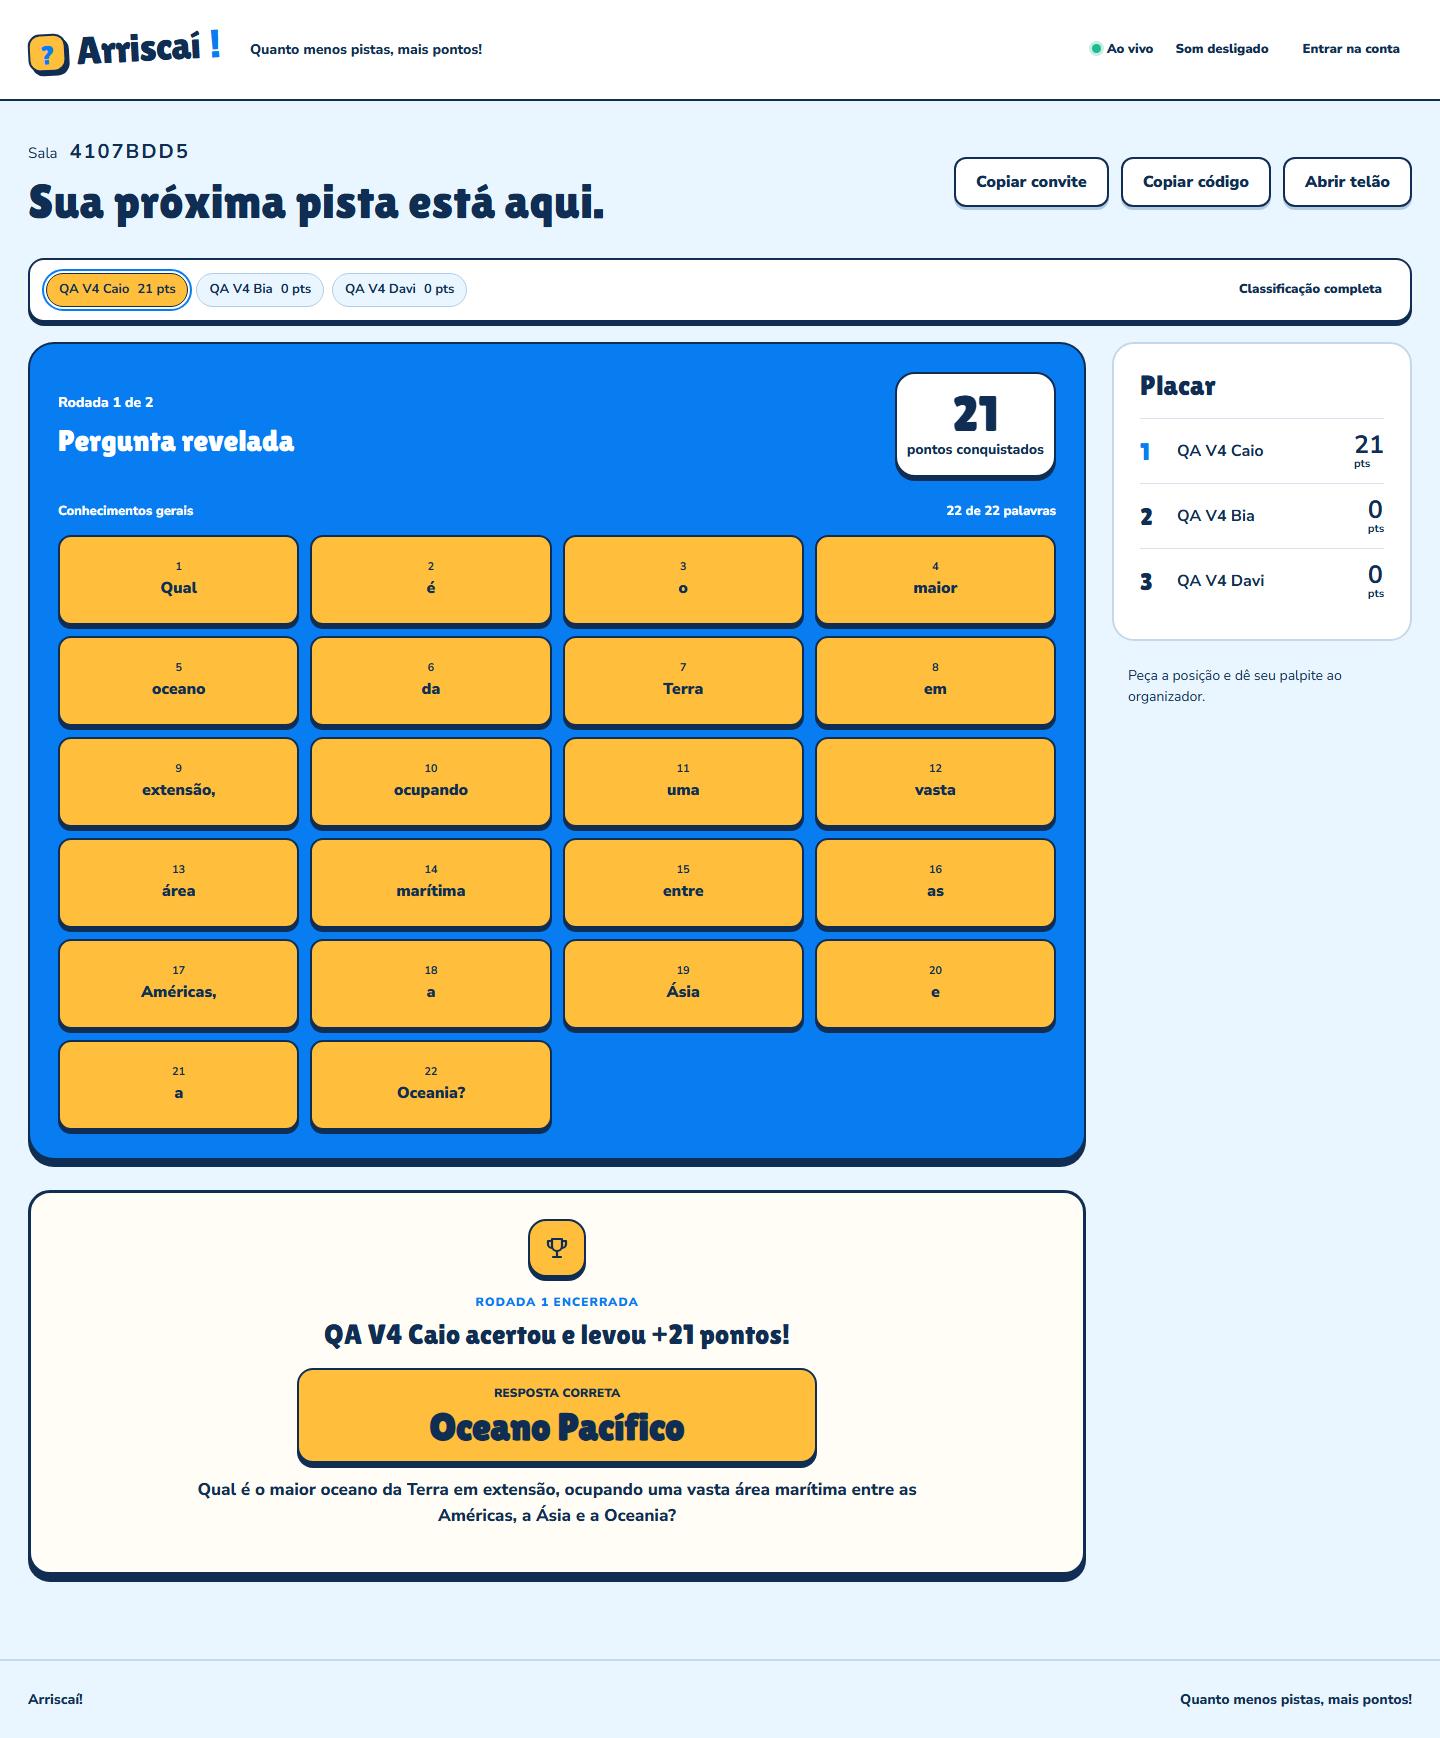 ? Arriscaí !
Quanto menos pistas, mais pontos!
Ao vivo
Som desligado
Entrar na conta
Sala 4107BDD5
Sua próxima pista está aqui.
Copiar convite
Copiar código
Abrir telão
QA V4 Caio 21 pts
QA V4 Bia 0 pts
QA V4 Davi 0 pts
Classificação completa
Rodada 1 de 2
Pergunta revelada
21
pontos conquistados
Conhecimentos gerais
22 de 22 palavras
1
Qual
2
é
3
o
4
maior
5
oceano
6
da
7
Terra
8
em
9
extensão,
10
ocupando
11
uma
12
vasta
13
área
14
marítima
15
entre
16
as
17
Américas,
18
a
19
Ásia
20
e
21
a
22
Oceania?
Placar
1 QA V4 Caio 21 pts
2 QA V4 Bia 0 pts
3 QA V4 Davi 0 pts
Peça a posição e dê seu palpite ao
organizador.
RODADA 1 ENCERRADA
QA V4 Caio acertou e levou +21 pontos!
RESPOSTA CORRETA
Oceano Pacífico
Qual é o maior oceano da Terra em extensão, ocupando uma vasta área marítima entre as
Américas, a Ásia e a Oceania?
Arriscaí!
Quanto menos pistas, mais pontos!